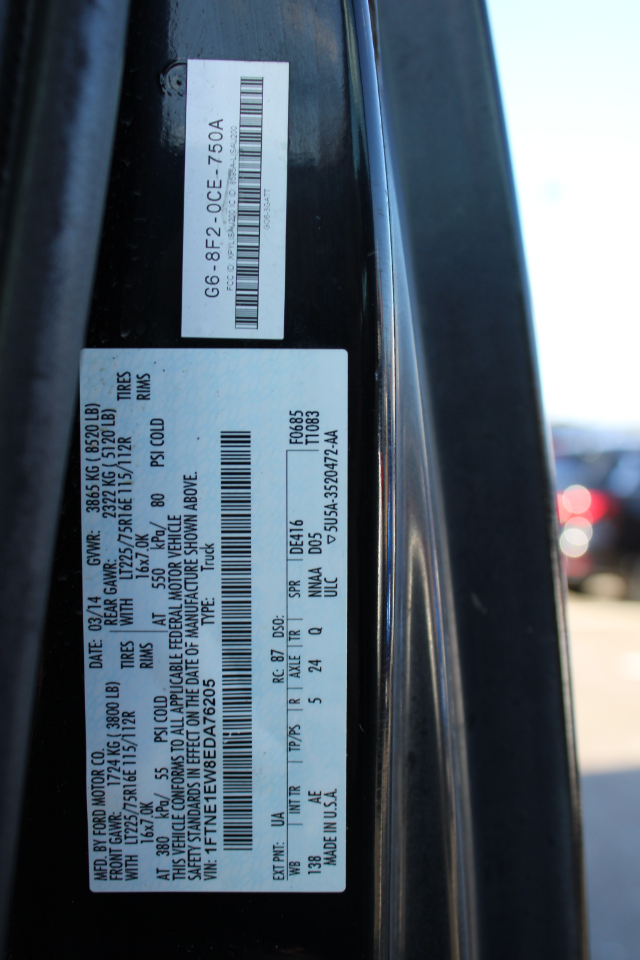 MFD. BY FORD MOTOR CO. DATE: 03/14 GVWR: 3865 KG ( 8520 LB)
FRONT GAWR: 1724 KG ( 3800 LB) REAR GAWR: 2322 KG ( 5120 LB)
WITH LT225/75R16E 115/112R TIRES WITH LT225/75R16E 115/112R TIRES
16x7.0K RIMS 16x7.0K RIMS
AT 380 kPa/ 55 PSI COLD AT 550 kPa/ 80 PSI COLD
THIS VEHICLE CONFORMS TO ALL APPLICABLE FEDERAL MOTOR VEHICLE
SAFETY STANDARDS IN EFFECT ON THE DATE OF MANUFACTURE SHOWN ABOVE.
VIN: 1FTNE1EW8EDA76205 TYPE: Truck
EXT PNT: UA RC: 87 DSO:
WB INT TR TP/PS R AXLE TR SPR DE416 F0685
138 AE 5 24 Q NNAA D05 T1083
MADE IN U.S.A. ULC ▽5U5A-3520472-AA
G6-8F2-0CE-750A
FCC ID